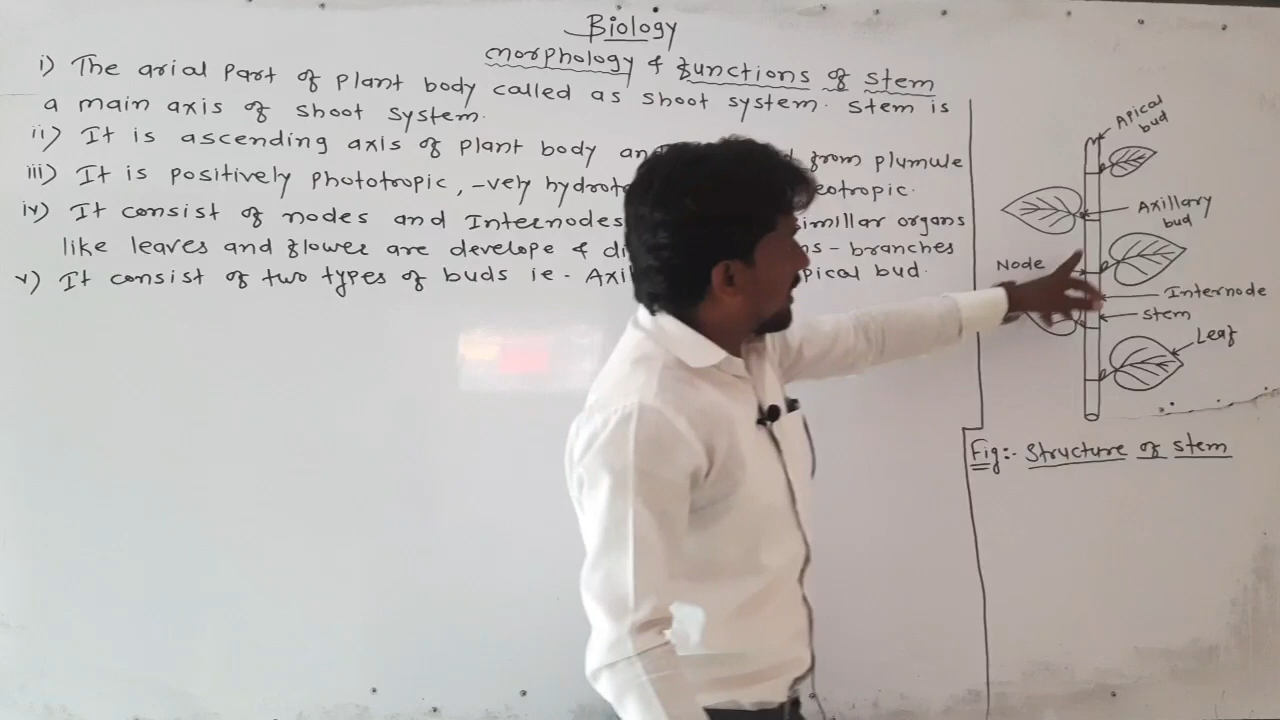 Biology
Morphology & functions of stem
i) The arial Part of plant body called as shoot system. Stem is
a main axis of shoot system.
ii) It is ascending axis of plant body an from plumule
iii) It is positively phototropic, -vely hydrot eotropic.
iv) It consist of nodes and Internodes simillar organs
like leaves and flower are develope & di ns - branches
v) It consist of two types of buds ie. Axi pical bud.
Apical
bud
Axillary
bud
Node
Internode
stem
Leaf
Fig:- Structure of stem